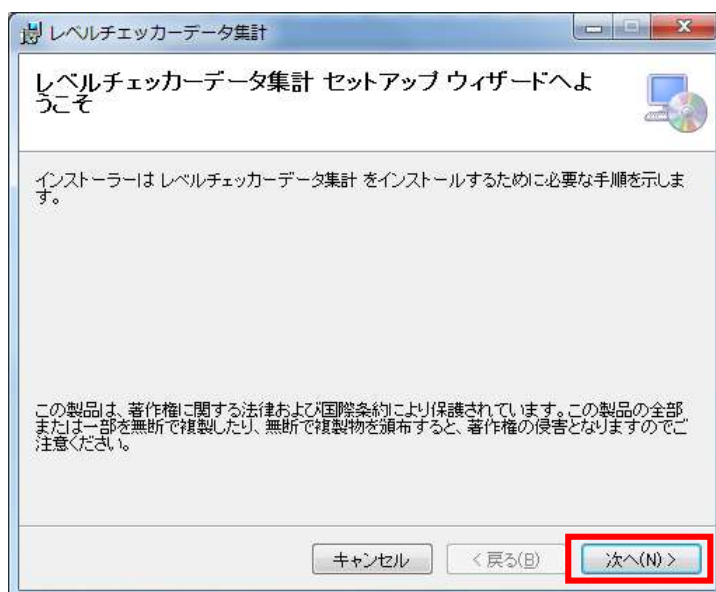 レベルチェッカーデータ集計
レベルチェッカーデータ集計 セットアップ ウィザードへよ
うこそ
インストーラーは レベルチェッカーデータ集計 をインストールするために必要な手順を示しま
す。
この製品は、著作権に関する法律および国際条約により保護されています。この製品の全部
または一部を無断で複製したり、無断で複製物を頒布すると、著作権の侵害となりますのでご
注意ください。
キャンセル
< 戻る(B)
次へ(N) >